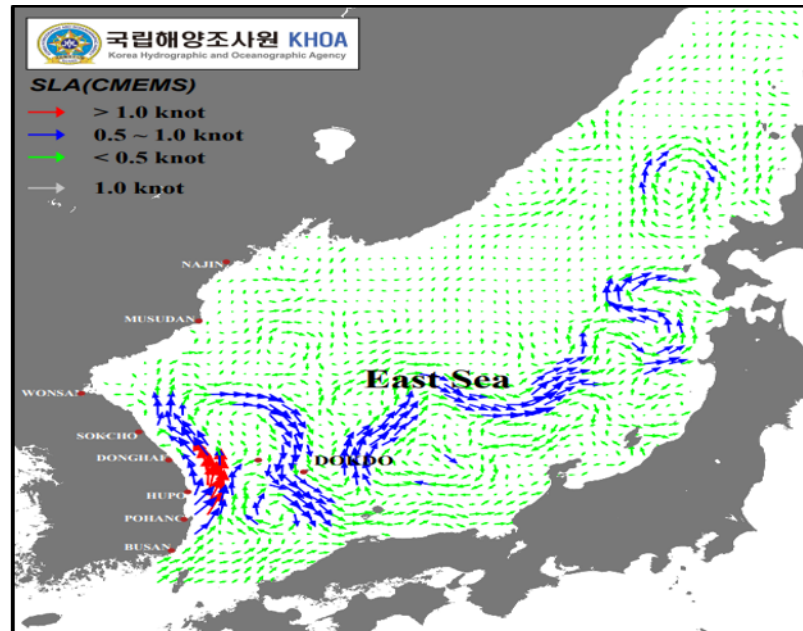 국립해양조사원 KHOA
Korea Hydrographic and Oceanographic Agency
SLA(CMEMS)
> 1.0 knot
0.5 ~ 1.0 knot
< 0.5 knot
1.0 knot
NAJIN
MUSUDAN
WONSAN
East Sea
SOKCHO
DONGHAE
DOKDO
HUPO
POHANG
BUSAN